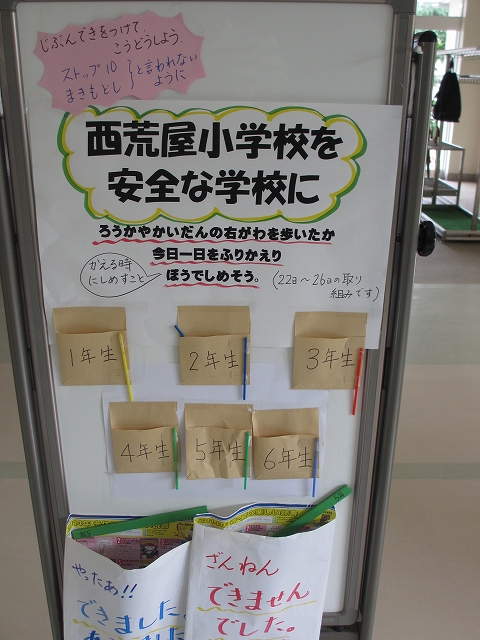 じぶんできをつけて、
こうどうしよう
ストップ10
まきもとし
と言われない
ように
西荒屋小学校を
安全な学校に
ろうかやかいだんの右がわを歩いたか
今日一日をふりかえり
ぼうでしめそう。
かえる時
にしめすこと
(22日～26日の取り
組みです)
1年生
2年生
3年生
4年生
5年生
6年生
やったあ!!
できました。
ざんねん
できません
でした。